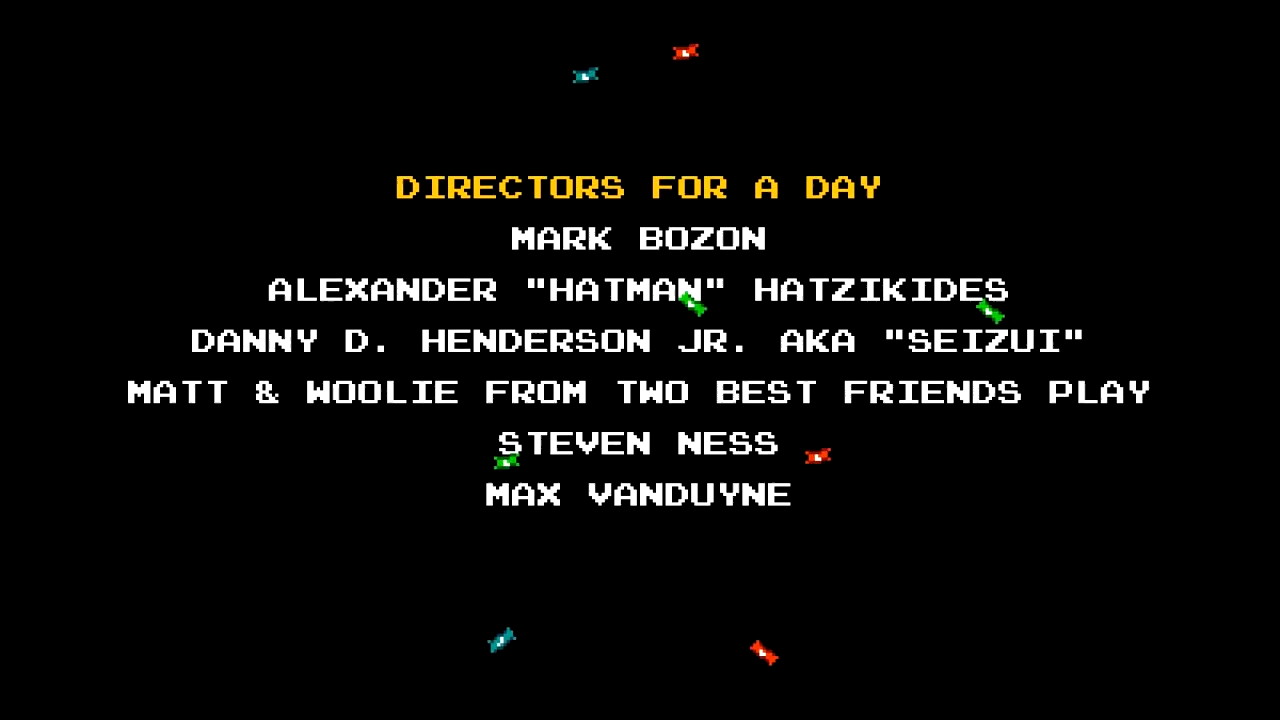 DIRECTORS FOR A DAY
MARK BOZON
ALEXANDER "HATMAN" HATZIKIDES
DANNY D. HENDERSON JR. AKA "SEIZUI"
MATT & WOOLIE FROM TWO BEST FRIENDS PLAY
STEVEN NESS
MAX VANDUYNE